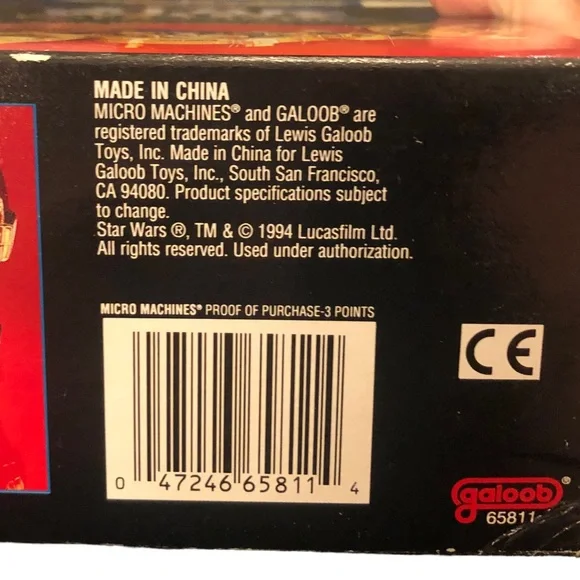 MADE IN CHINA
MICRO MACHINES® and GALOOB® are
registered trademarks of Lewis Galoob
Toys, Inc. Made in China for Lewis
Galoob Toys, Inc., South San Francisco,
CA 94080. Product specifications subject
to change.
Star Wars ®, TM & © 1994 Lucasfilm Ltd.
All rights reserved. Used under authorization.
MICRO MACHINES® PROOF OF PURCHASE-3 POINTS
CE
0 47246 65811 4
galoob®
65811